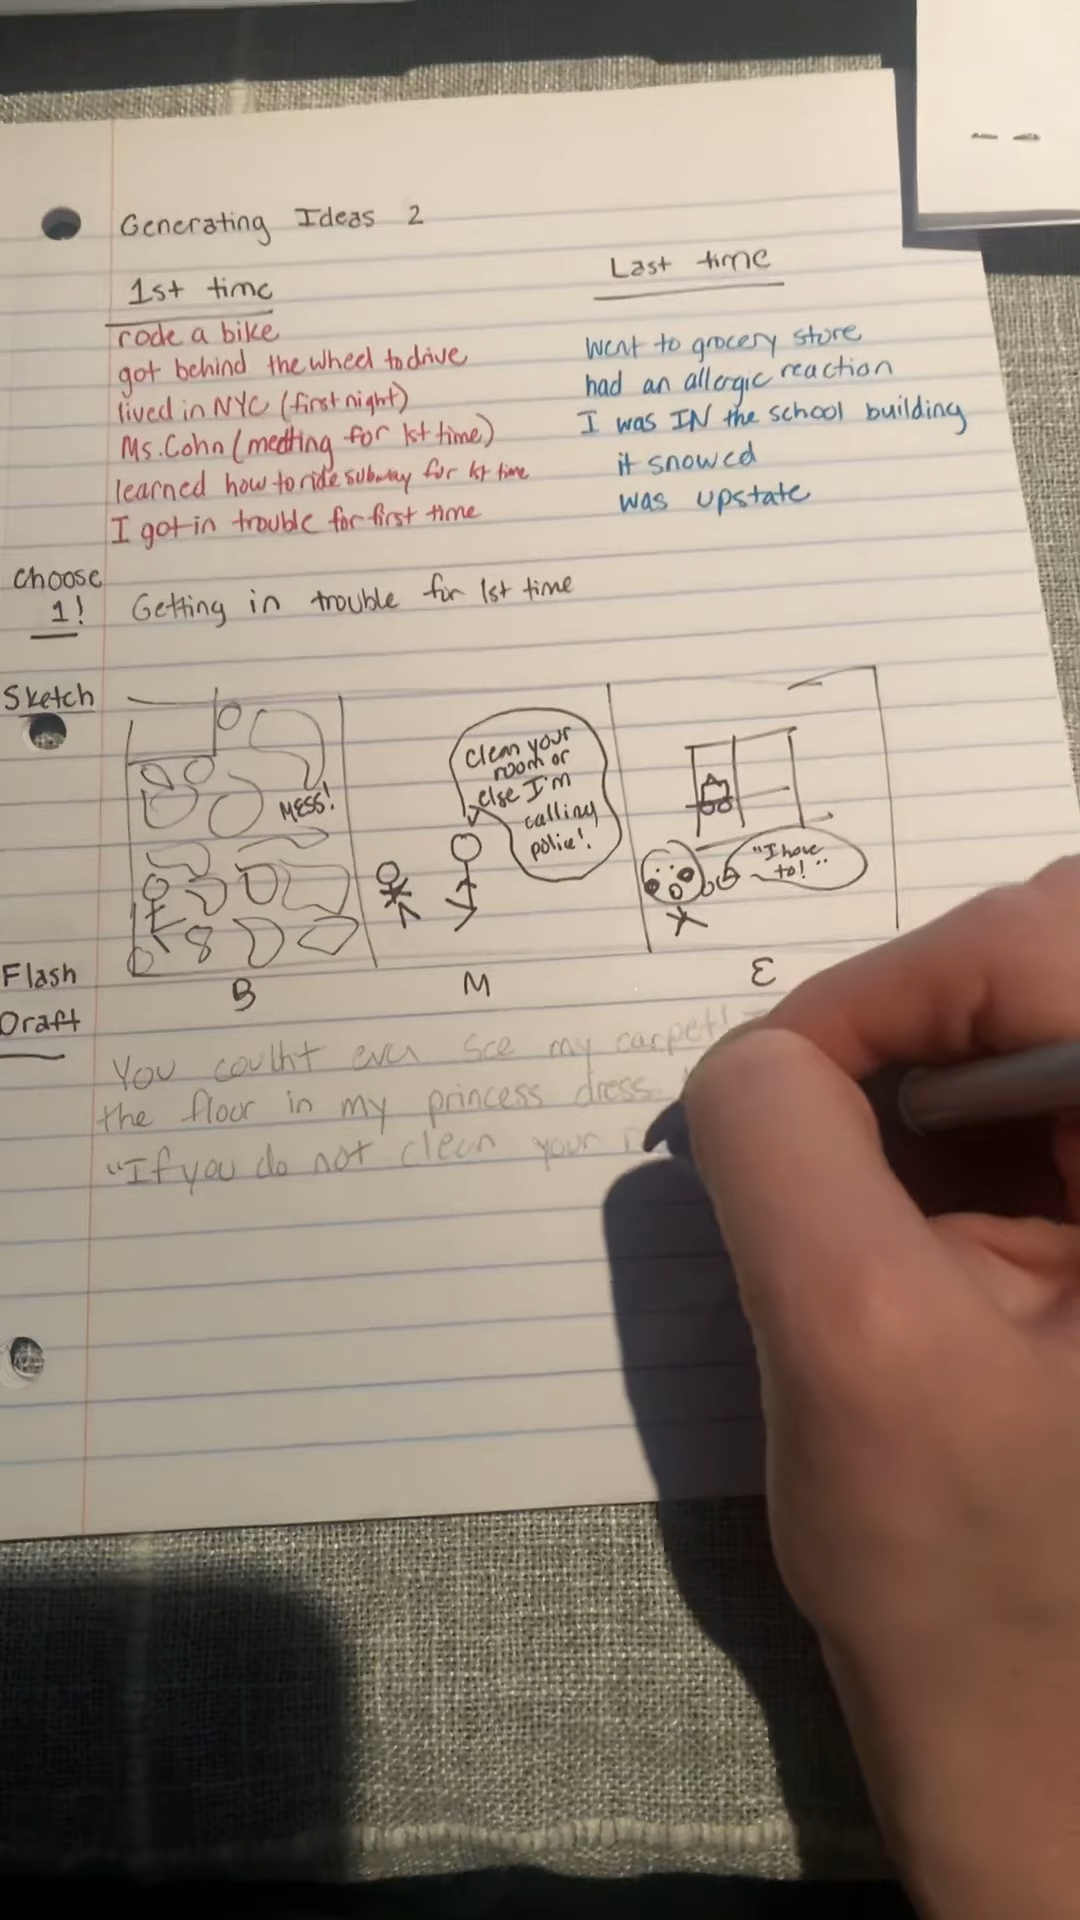 Generating Ideas 2
1st time
Last time
rode a bike
got behind the wheel to drive
lived in NYC (first night)
Ms. Cohn (meeting for 1st time)
learned how to ride subway for 1st time
I got in trouble for first time
Went to grocery store
had an allergic reaction
I was IN the school building
it snowed
was upstate
Choose
1!
Getting in trouble for 1st time
Sketch
MESS!
Clean your
room or
else I'm
calling
police!
"I have
to!"
B
M
E
Flash
Draft
You couldn't even see my carpet!
the floor in my princess dress.
"If you do not clean your